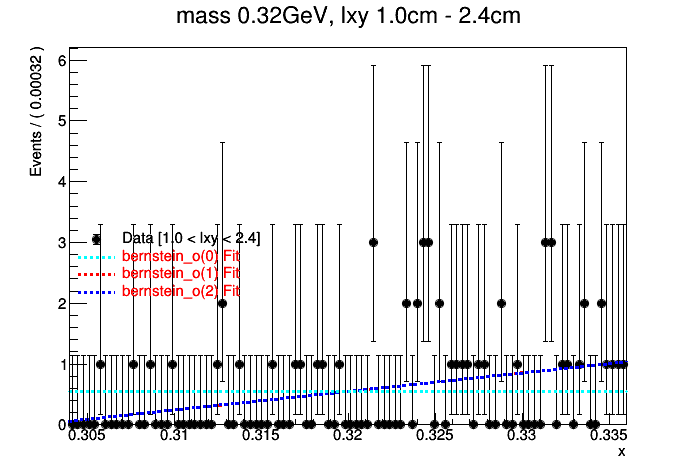 mass 0.32GeV, lxy 1.0cm - 2.4cm
Events / ( 0.00032 )
6
5
4
3
2
1
0
Data [1.0 < lxy < 2.4]
bernstein_o(0) Fit
bernstein_o(1) Fit
bernstein_o(2) Fit
0.305 0.31 0.315 0.32 0.325 0.33 0.335
x